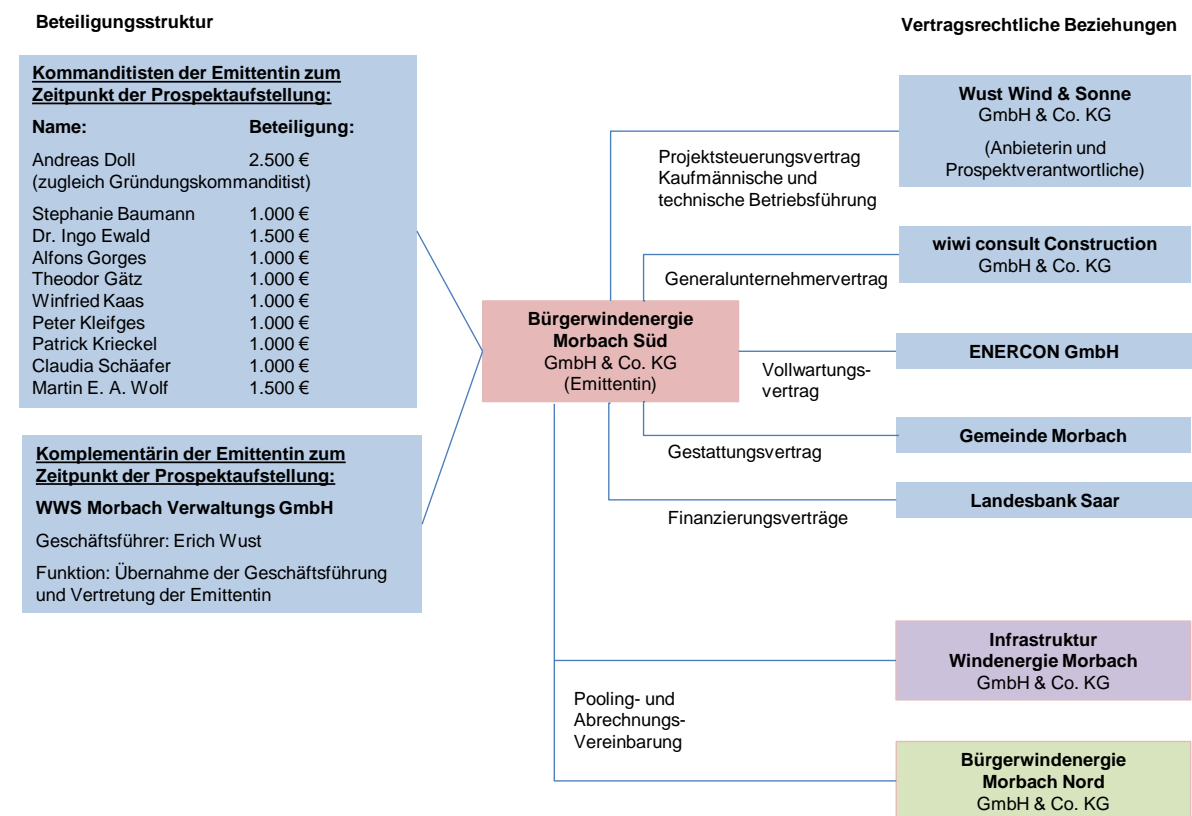 Beteiligungsstruktur
Vertragsrechtliche Beziehungen
Kommanditisten der Emittentin zum
Zeitpunkt der Prospektaufstellung:
Name: Beteiligung:
Andreas Doll 2.500 €
(zugleich Gründungskommanditist)
Stephanie Baumann 1.000 €
Dr. Ingo Ewald 1.500 €
Alfons Gorges 1.000 €
Theodor Gätz 1.000 €
Winfried Kaas 1.000 €
Peter Kleifges 1.000 €
Patrick Krieckel 1.000 €
Claudia Schäafer 1.000 €
Martin E. A. Wolf 1.500 €
Komplementärin der Emittentin zum
Zeitpunkt der Prospektaufstellung:
WWS Morbach Verwaltungs GmbH
Geschäftsführer: Erich Wust
Funktion: Übernahme der Geschäftsführung
und Vertretung der Emittentin
Bürgerwindenergie
Morbach Süd
GmbH & Co. KG
(Emittentin)
Projektsteuerungsvertrag
Kaufmännische und
technische Betriebsführung
Wust Wind & Sonne
GmbH & Co. KG
(Anbieterin und
Prospektverantwortliche)
Generalunternehmervertrag
wiwi consult Construction
GmbH & Co. KG
Vollwartungs-
vertrag
ENERCON GmbH
Gestattungsvertrag
Gemeinde Morbach
Finanzierungsverträge
Landesbank Saar
Pooling- und
Abrechnungs-
Vereinbarung
Infrastruktur
Windenergie Morbach
GmbH & Co. KG
Bürgerwindenergie
Morbach Nord
GmbH & Co. KG